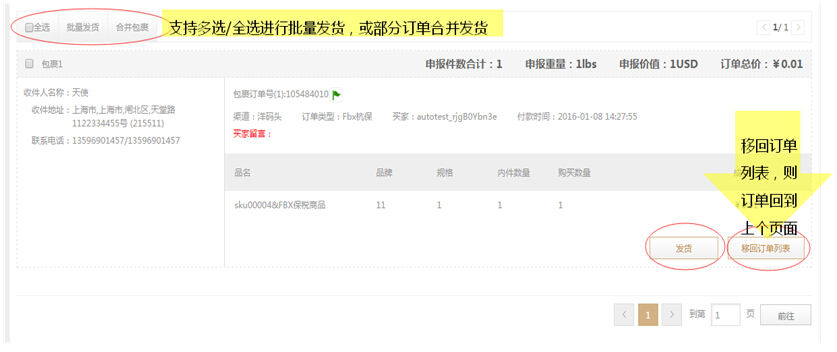 全选 批量发货 合并包裹 支持多选/全选进行批量发货，或部分订单合并发货 1/1
包裹1 申报件数合计：1 申报重量：1lbs 申报价值：1USD 订单总价：￥0.01
收件人名称：天使
收件地址：上海市,上海市,闸北区,天堂路
1122334455号 (215511)
联系电话：13596901457/13596901457
包裹订单号(1):105484010
渠道：洋码头 订单类型：Fbx杭保 买家：autotest_rjgB0Ybn3e 付款时间：2016-01-08 14:27:55
买家留言：
品名 品牌 规格 内件数量 购买数量
sku00004&FBX保税商品 11 1 1 1
移回订单
列表，则
订单回到
上个页面
发货 移回订单列表
1 到第 1 页 前往